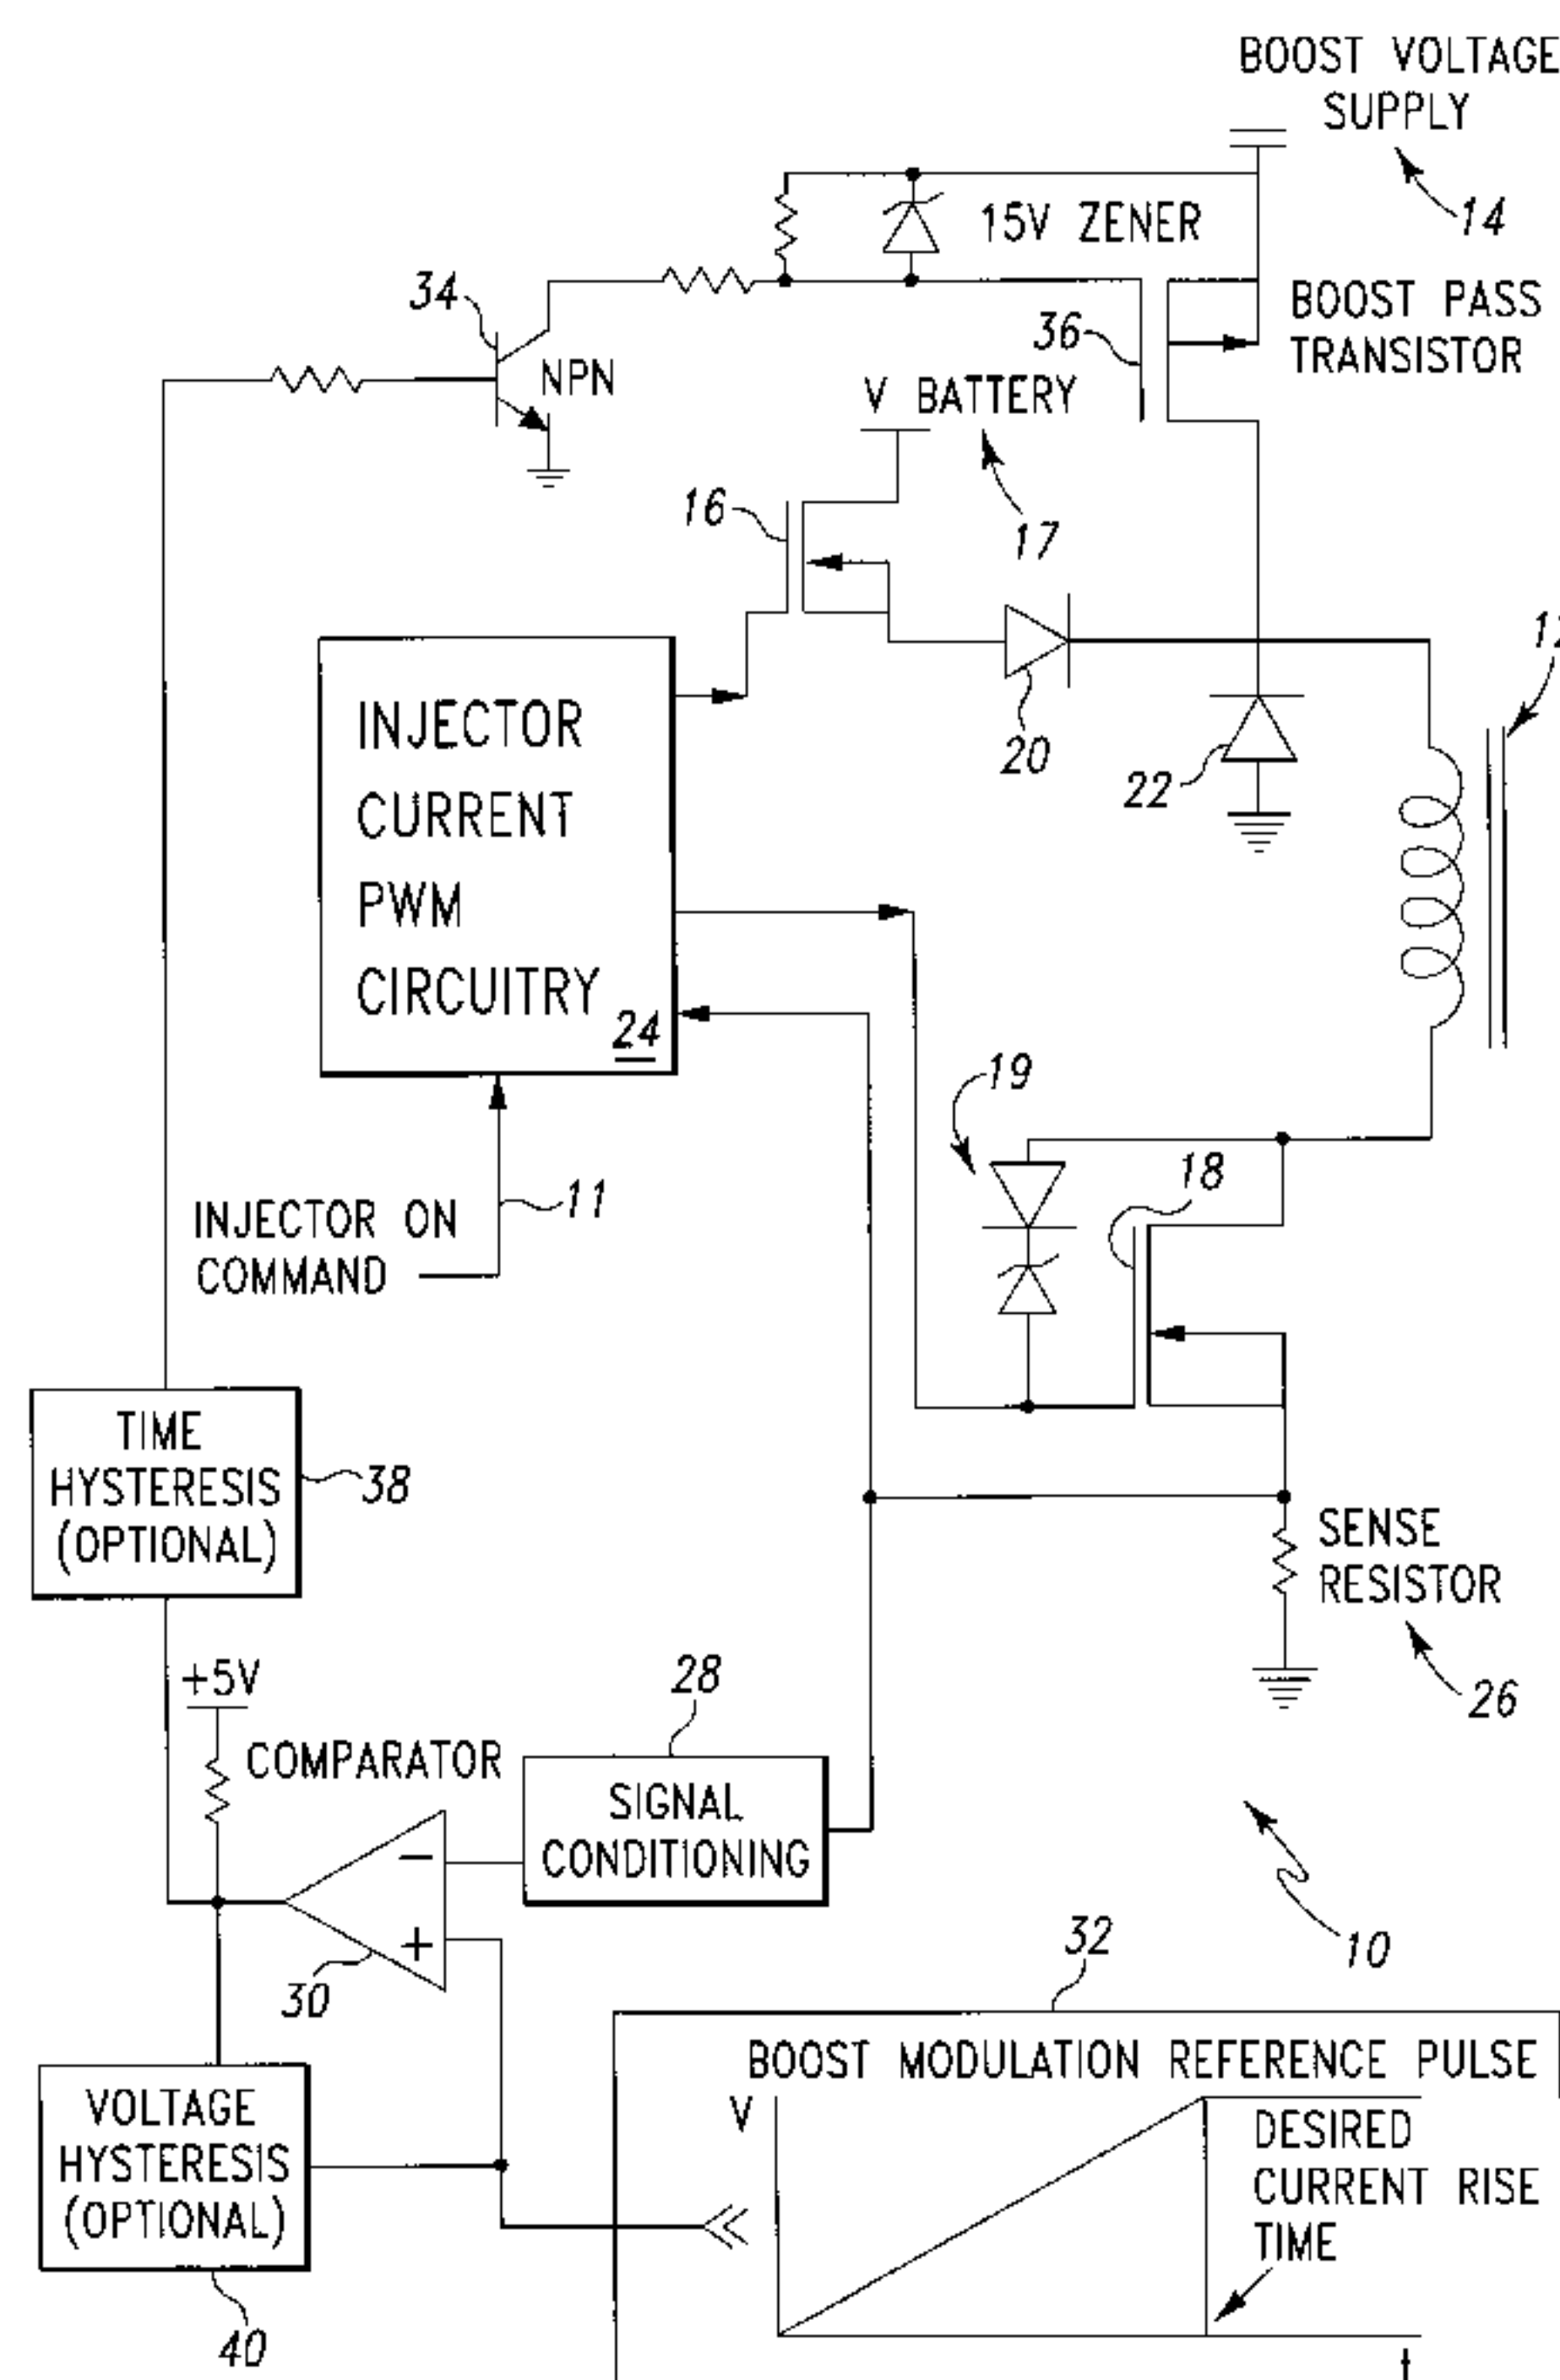 BOOST VOLTAGE
SUPPLY
14
15V ZENER
34
NPN
36
BOOST PASS
TRANSISTOR
V BATTERY
17
16
INJECTOR
CURRENT
PWM
CIRCUITRY
24
20
22
19
18
INJECTOR ON
COMMAND
11
TIME
HYSTERESIS
(OPTIONAL)
38
SENSE
RESISTOR
26
+5V
COMPARATOR
28
SIGNAL
CONDITIONING
-
+
30
10
32
BOOST MODULATION REFERENCE PULSE
V
DESIRED
CURRENT RISE
TIME
VOLTAGE
HYSTERESIS
(OPTIONAL)
40